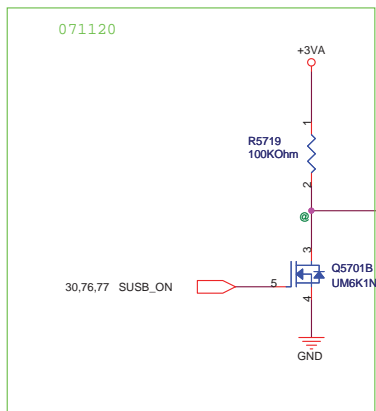 071120
+3VA
1
R5719
100KOhm
2
@
3
Q5701B
UM6K1N
30,76,77 SUSB_ON
5
4
GND